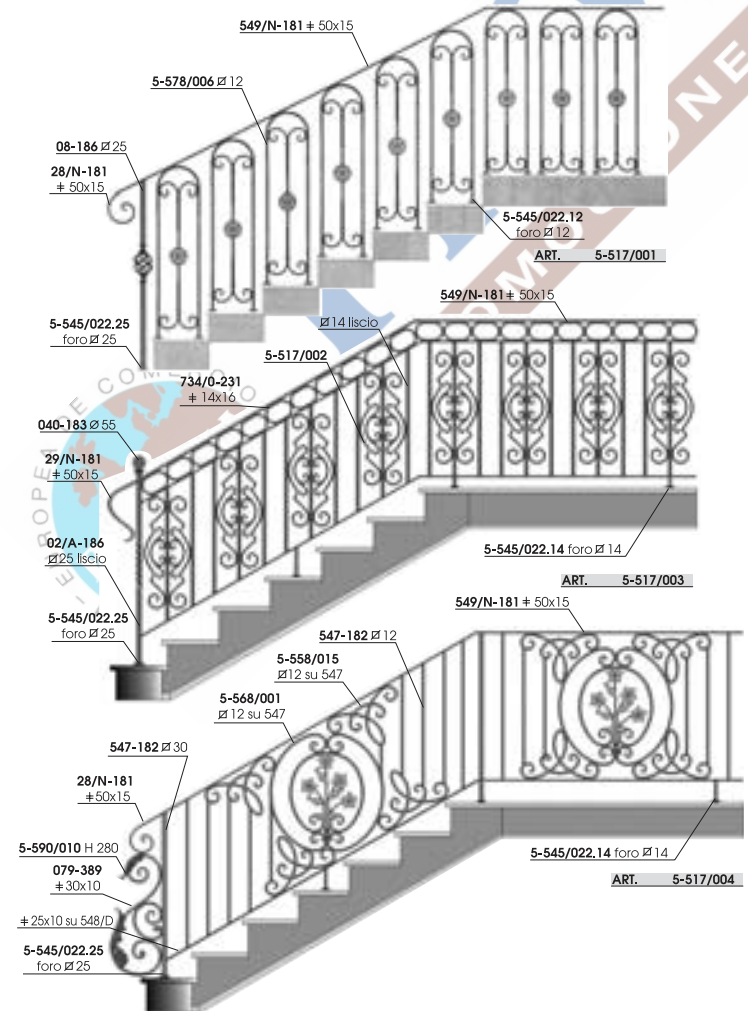 549/N-181 ⧧ 50x15
5-578/006 ⌀ 12
08-186 ⌀ 25
28/N-181
⧧ 50x15
5-545/022.12
foro ⌀ 12
ART. 5-517/001
5-545/022.25
foro ⌀ 25
549/N-181 ⧧ 50x15
⌀ 14 liscio
5-517/002
734/0-231
⧧ 14x16
040-183 ⌀ 55
29/N-181
⧧ 50x15
02/A-186
⌀ 25 liscio
5-545/022.25
foro ⌀ 25
5-545/022.14 foro ⌀ 14
ART. 5-517/003
549/N-181 ⧧ 50x15
547-182 ⌀ 12
5-558/015
⌀ 12 su 547
5-568/001
⌀ 12 su 547
547-182 ⌀ 30
28/N-181
⧧ 50x15
5-590/010 H 280
079-389
⧧ 30x10
⧧ 25x10 su 548/D
5-545/022.25
foro ⌀ 25
5-545/022.14 foro ⌀ 14
ART. 5-517/004